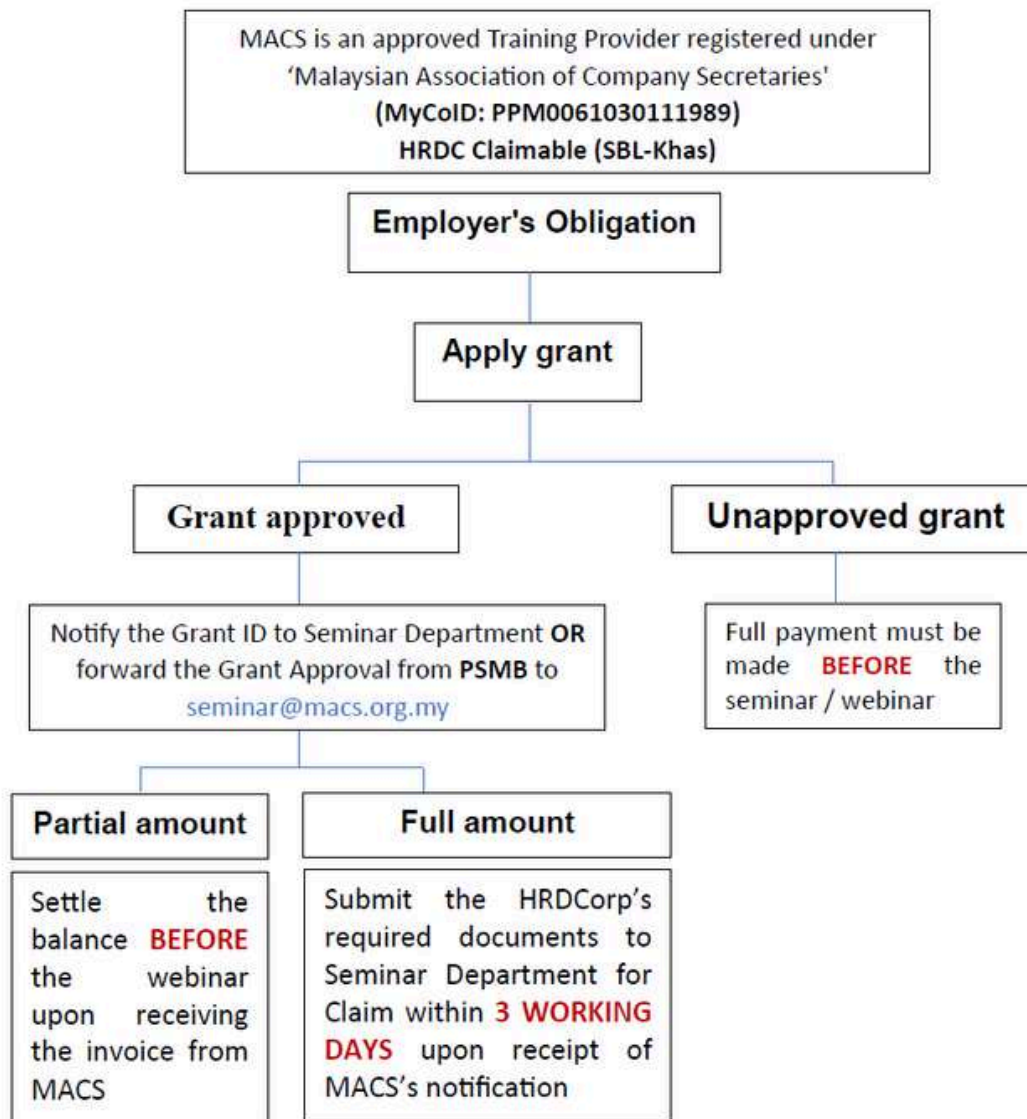 MACS is an approved Training Provider registered under
‘Malaysian Association of Company Secretaries'
(MyCoID: PPM0061030111989)
HRDC Claimable (SBL-Khas)
Employer's Obligation
Apply grant
Grant approved
Unapproved grant
Notify the Grant ID to Seminar Department OR
forward the Grant Approval from PSMB to
seminar@macs.org.my
Full payment must be
made BEFORE the
seminar / webinar
Partial amount
Full amount
Settle the
balance BEFORE
the webinar
upon receiving
the invoice from
MACS
Submit the HRDCorp’s
required documents to
Seminar Department for
Claim within 3 WORKING
DAYS upon receipt of
MACS’s notification